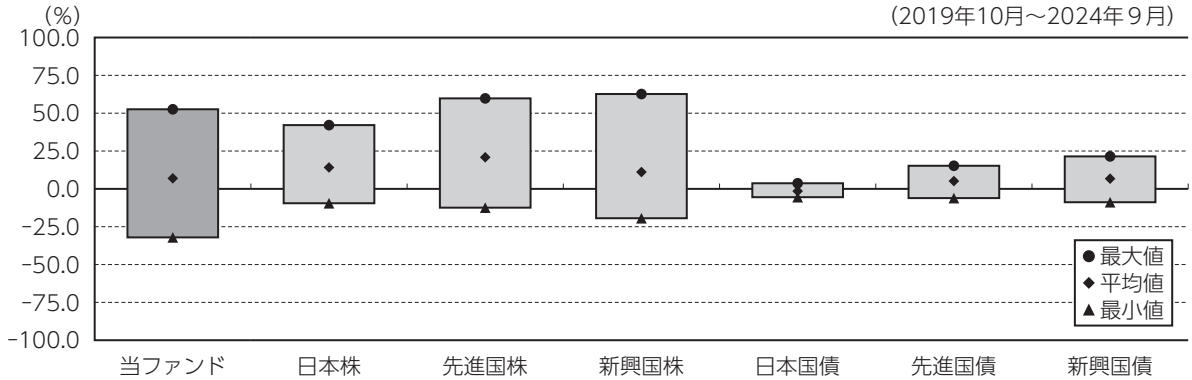 (%)
(2019年10月～2024年９月)
100.0
75.0
50.0
25.0
0.0
-25.0
-50.0
-75.0
-100.0
● 最大値
◆ 平均値
▲ 最小値
当ファンド 日本株 先進国株 新興国株 日本国債 先進国債 新興国債